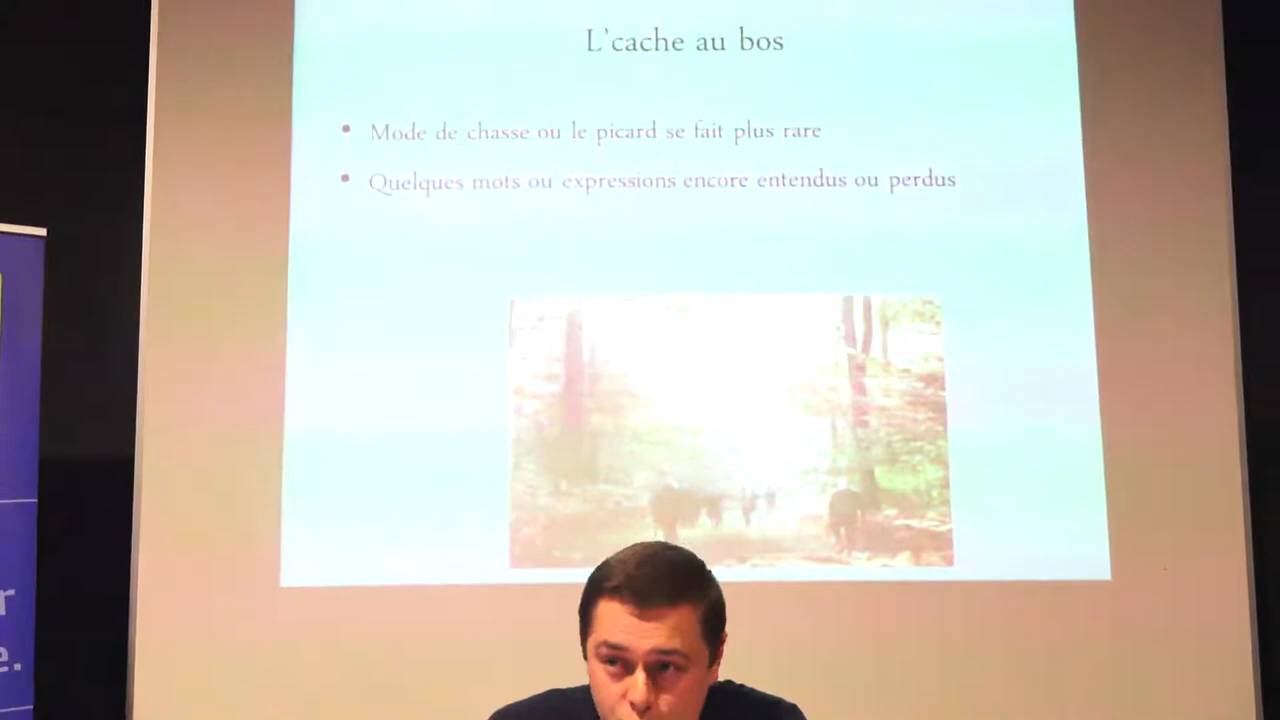 L'cache au bos
• Mode de chasse ou le picard se fait plus rare
• Quelques mots ou expressions encore entendus ou perdus
r
e.